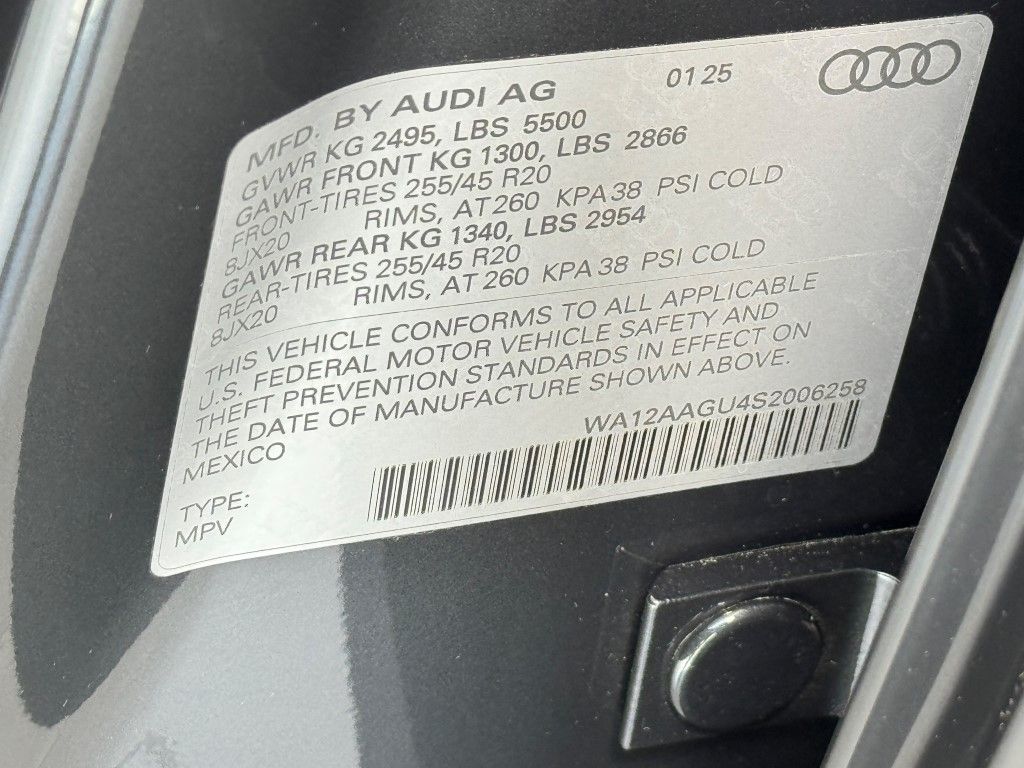 MFD. BY AUDI AG 01 25
GVWR KG 2495, LBS 5500
GAWR FRONT KG 1300, LBS 2866
FRONT-TIRES 255/45 R20
8JX20 RIMS, AT 260 KPA 38 PSI COLD
GAWR REAR KG 1340, LBS 2954
REAR-TIRES 255/45 R20
8JX20 RIMS, AT 260 KPA 38 PSI COLD
THIS VEHICLE CONFORMS TO ALL APPLICABLE
U.S. FEDERAL MOTOR VEHICLE SAFETY AND
THEFT PREVENTION STANDARDS IN EFFECT ON
THE DATE OF MANUFACTURE SHOWN ABOVE.
MEXICO WA12AAGU4S2006258
TYPE:
MPV